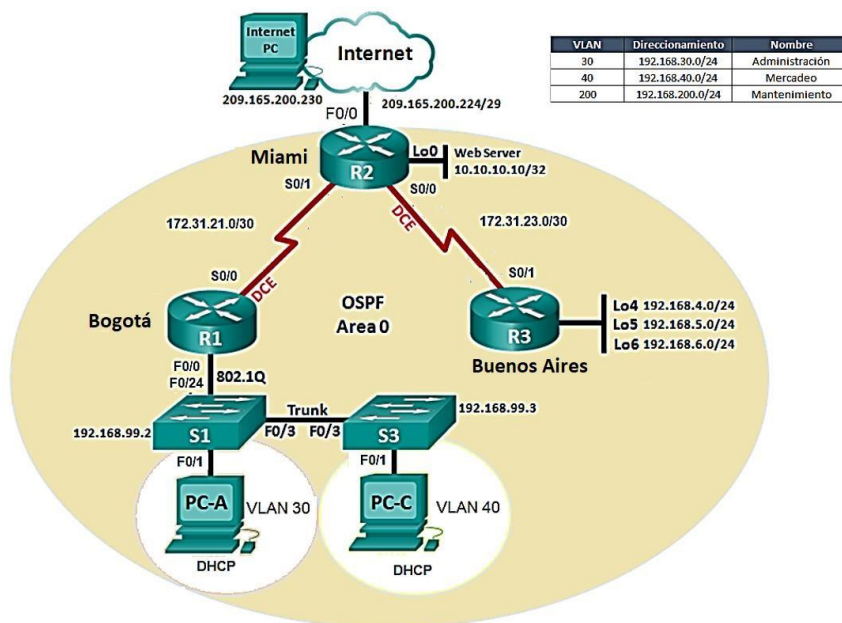 Internet
PC
Internet
209.165.200.230
209.165.200.224/29
F0/0
VLAN Direccionamiento Nombre
30 192.168.30.0/24 Administración
40 192.168.40.0/24 Mercadeo
200 192.168.200.0/24 Mantenimiento
Miami
R2
Lo0
Web Server
10.10.10.10/32
S0/1
S0/0
DCE
172.31.21.0/30
172.31.23.0/30
S0/0
DCE
S0/1
Bogotá
R1
OSPF
Area 0
R3
Buenos Aires
Lo4 192.168.4.0/24
Lo5 192.168.5.0/24
Lo6 192.168.6.0/24
F0/0
F0/24
802.1Q
192.168.99.2
S1
Trunk
F0/3 F0/3
S3
192.168.99.3
F0/1
F0/1
PC-A
VLAN 30
DHCP
PC-C
VLAN 40
DHCP